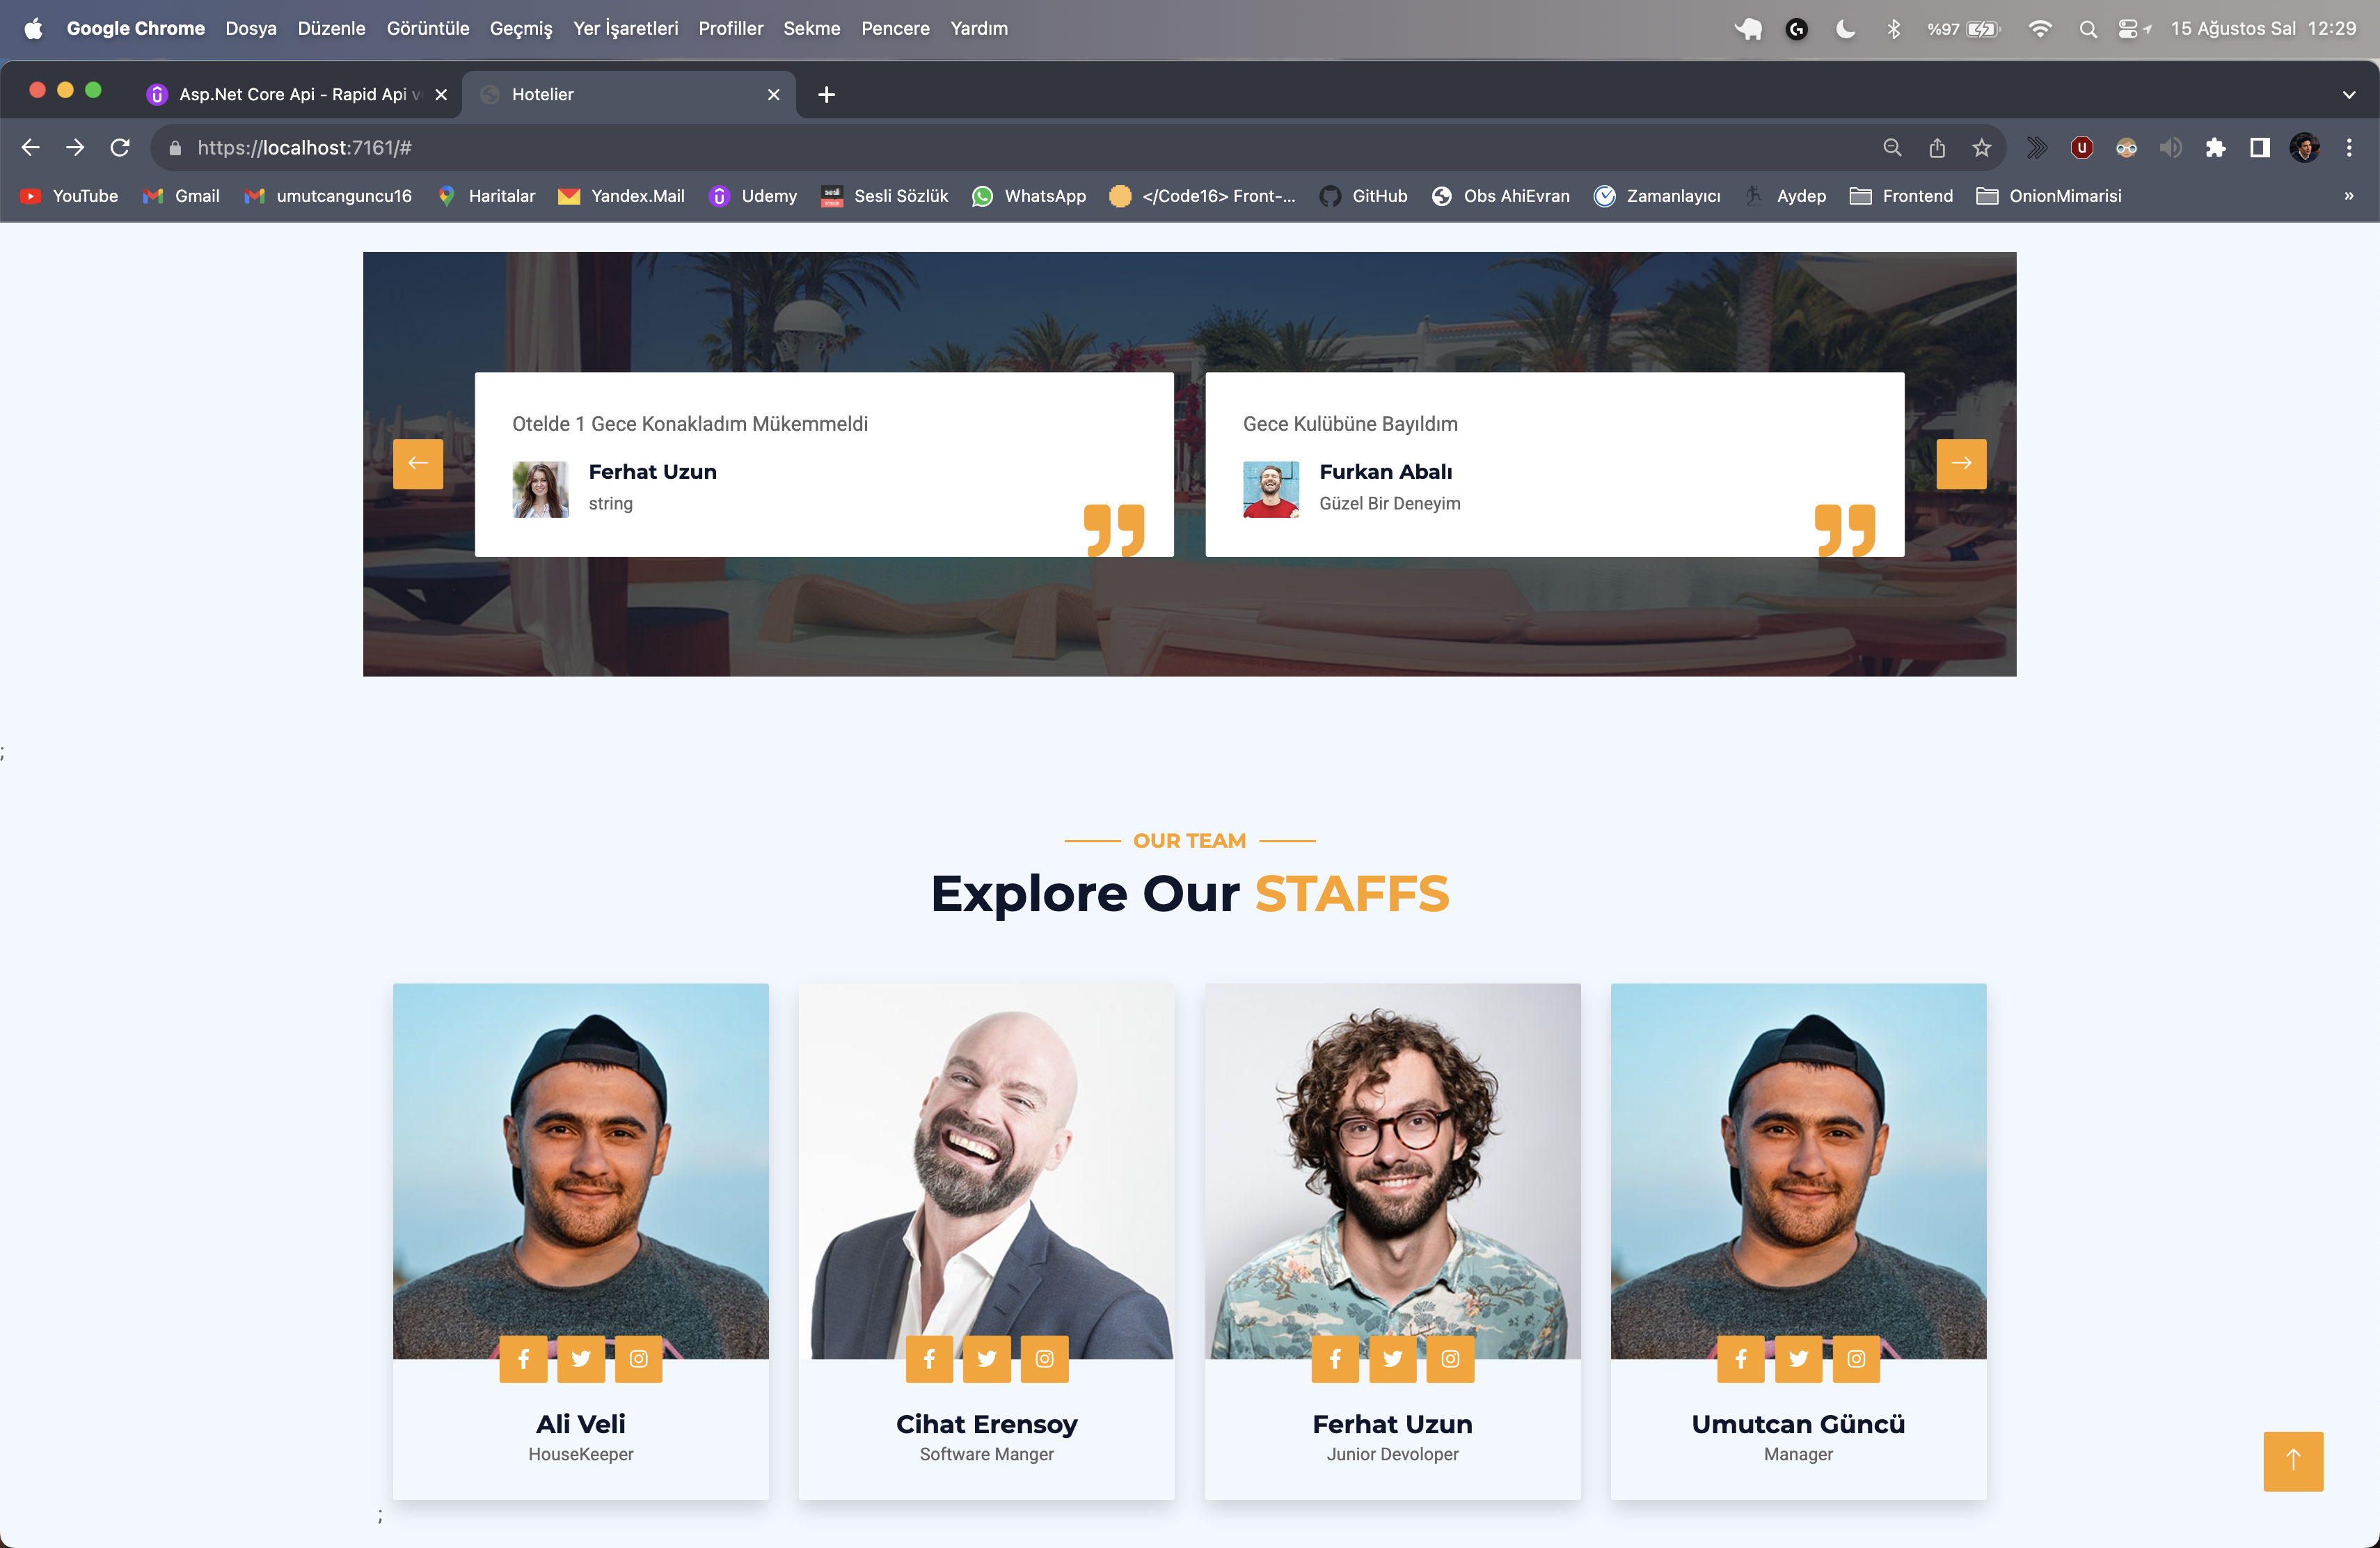 Google Chrome Dosya Düzenle Görüntüle Geçmiş Yer İşaretleri Profiller Sekme Pencere Yardım %97 15 Ağustos Sal 12:29
Asp.Net Core Api - Rapid Api v Hotelier
https://localhost:7161/#
YouTube Gmail umutcanguncu16 Haritalar Yandex.Mail Udemy Sesli Sözlük WhatsApp </Code16> Front-... GitHub Obs AhiEvran Zamanlayıcı Aydep Frontend OnionMimarisi »
Otelde 1 Gece Konakladım Mükemmeldi
Ferhat Uzun
string
Gece Kulübüne Bayıldım
Furkan Abalı
Güzel Bir Deneyim
;
OUR TEAM
Explore Our STAFFS
Ali Veli
HouseKeeper
Cihat Erensoy
Software Manger
Ferhat Uzun
Junior Devoloper
Umutcan Güncü
Manager
;